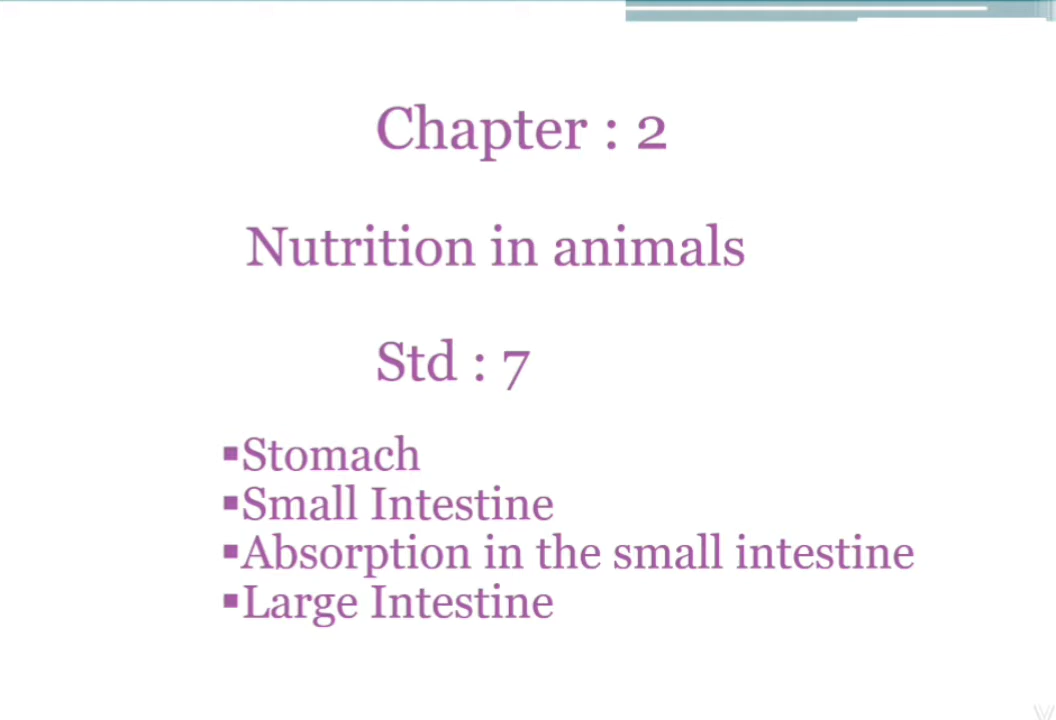 Chapter : 2
Nutrition in animals
Std : 7
▪Stomach
▪Small Intestine
▪Absorption in the small intestine
▪Large Intestine